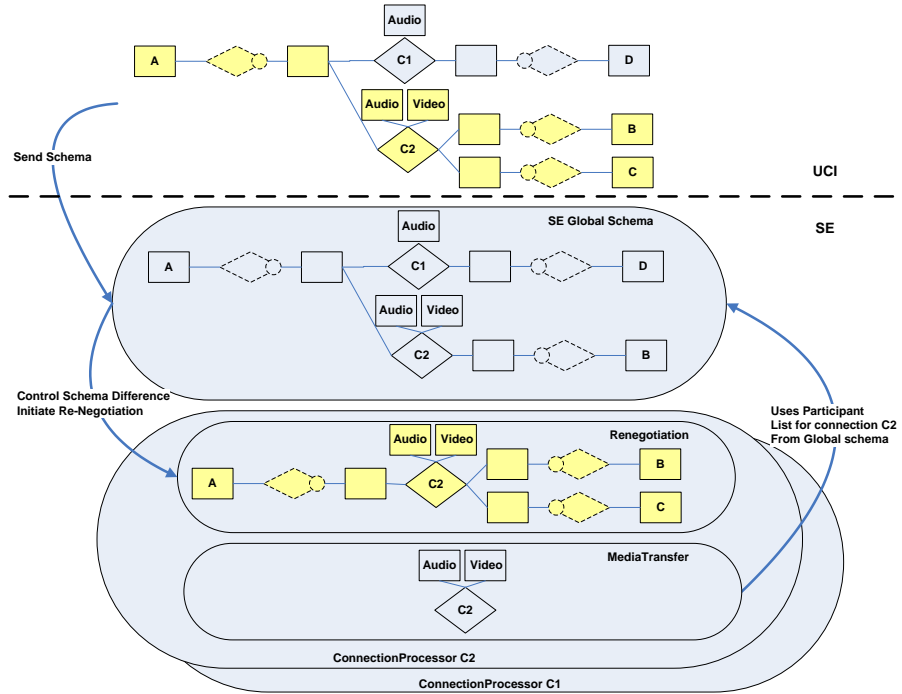 Audio
A
C1
D
Audio Video
B
C2
C
Send Schema
UCI
SE
SE Global Schema
Audio
A
C1
D
Audio Video
C2
B
Control Schema Difference
Initiate Re-Negotiation
Uses Participant
List for connection C2
From Global schema
Renegotiation
Audio Video
A
C2
B
C
MediaTransfer
Audio Video
C2
ConnectionProcessor C2
ConnectionProcessor C1